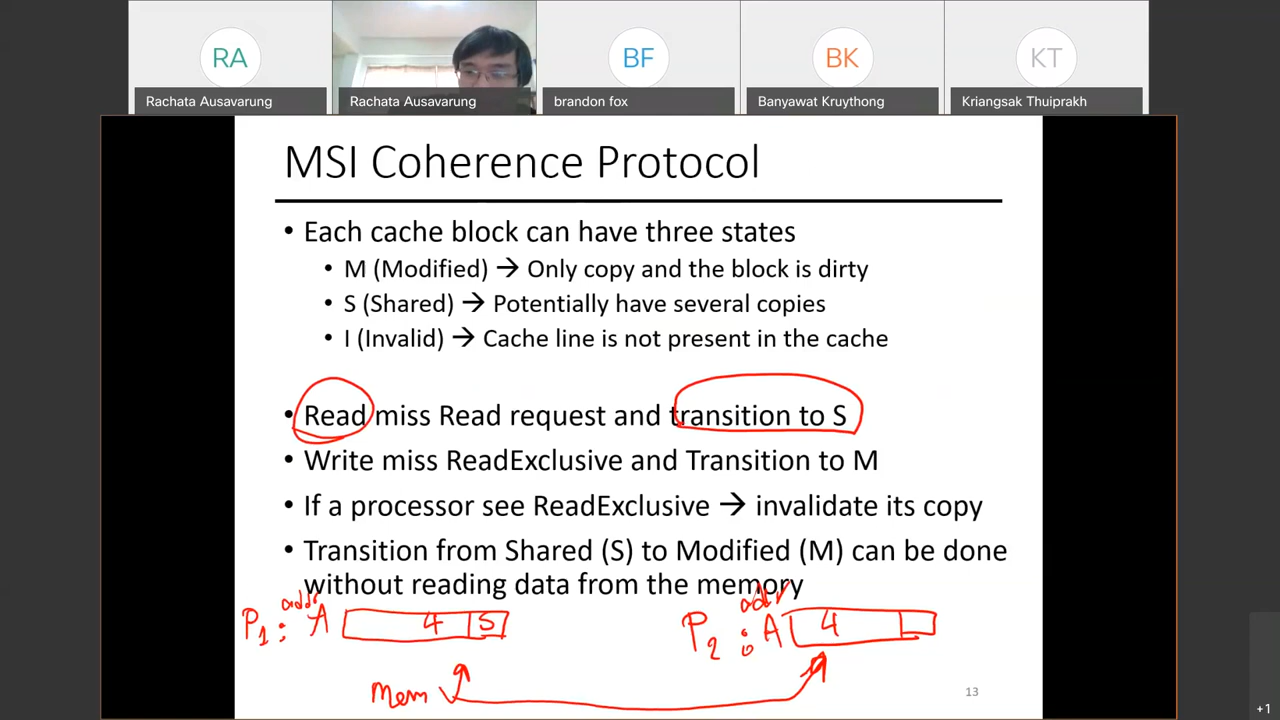 RA
BF
BK
KT
Rachata Ausavarung
Rachata Ausavarung
brandon fox
Banyawat Kruythong
Kriangsak Thuiprakh
MSI Coherence Protocol
• Each cache block can have three states
• M (Modified) → Only copy and the block is dirty
• S (Shared) → Potentially have several copies
• I (Invalid) → Cache line is not present in the cache
• Read miss Read request and transition to S
• Write miss ReadExclusive and Transition to M
• If a processor see ReadExclusive → invalidate its copy
• Transition from Shared (S) to Modified (M) can be done
without reading data from the memory
addr
addr
P1 : A 4 S
P2 : A 4
Mem
13
+1